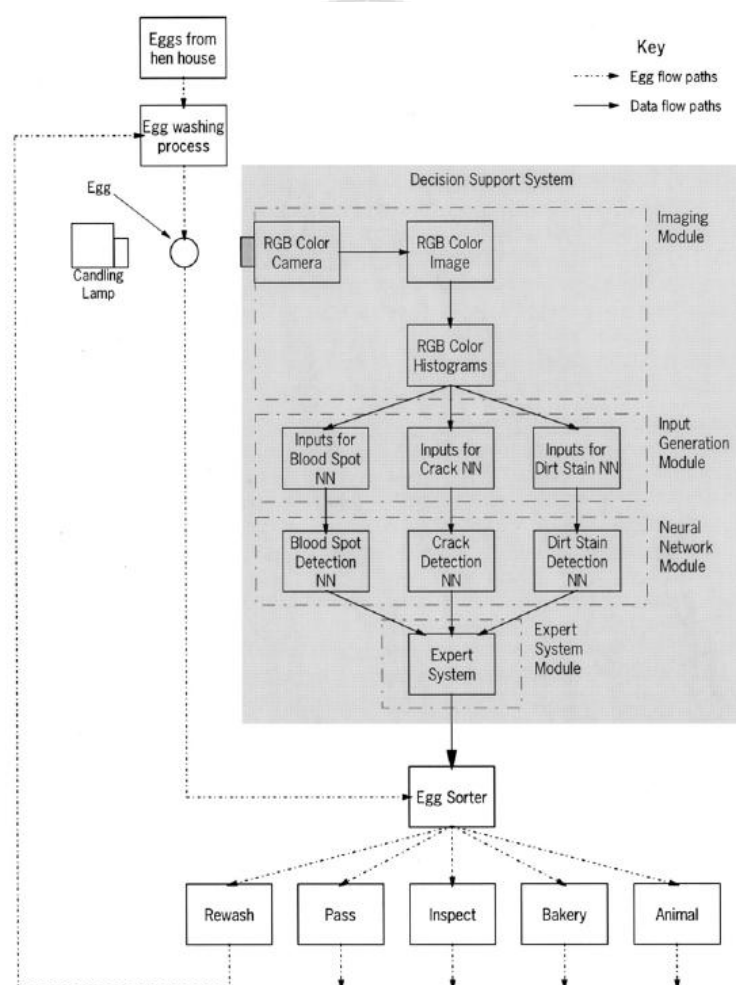 Eggs from
hen house
Key
Egg flow paths
Data flow paths
Egg washing
process
Decision Support System
Egg
Candling
Lamp
RGB Color
Camera
RGB Color
Image
Imaging
Module
RGB Color
Histograms
Inputs for
Blood Spot
NN
Inputs for
Crack NN
Inputs for
Dirt Stain NN
Input
Generation
Module
Blood Spot
Detection
NN
Crack
Detection
NN
Dirt Stain
Detection
NN
Neural
Network
Module
Expert
System
Expert
System
Module
Egg Sorter
Rewash
Pass
Inspect
Bakery
Animal